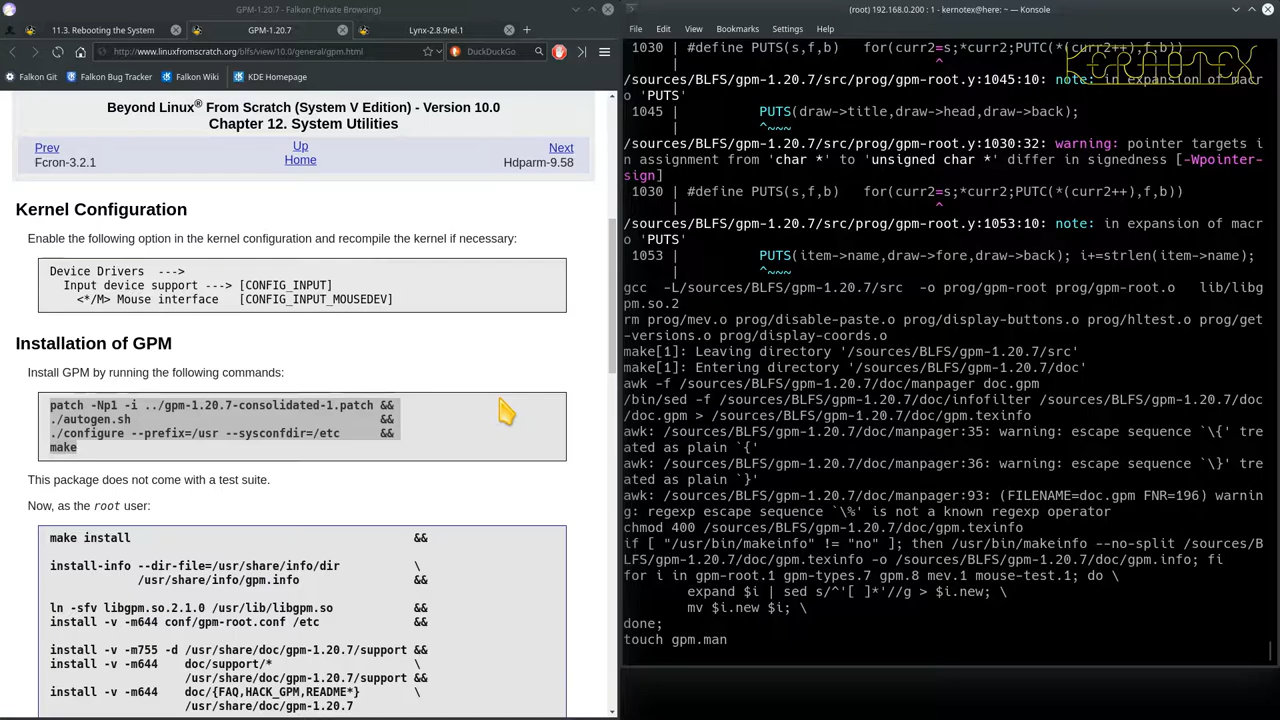 GPM-1.20.7 - Falkon (Private Browsing)
11.3. Rebooting the System
GPM-1.20.7
Lynx-2.8.9rel.1
http://www.linuxfromscratch.org/blfs/view/10.0/general/gpm.html
DuckDuckGo
Falkon Git
Falkon Bug Tracker
Falkon Wiki
KDE Homepage
Beyond Linux® From Scratch (System V Edition) - Version 10.0
Chapter 12. System Utilities
Prev
Up
Next
Fcron-3.2.1
Home
Hdparm-9.58
Kernel Configuration
Enable the following option in the kernel configuration and recompile the kernel if necessary:
Device Drivers --->
Input device support ---> [CONFIG_INPUT]
<*/M> Mouse interface [CONFIG_INPUT_MOUSEDEV]
Installation of GPM
Install GPM by running the following commands:
patch -Np1 -i ../gpm-1.20.7-consolidated-1.patch &&
./autogen.sh &&
./configure --prefix=/usr --sysconfdir=/etc &&
make
This package does not come with a test suite.
Now, as the root user:
make install &&
install-info --dir-file=/usr/share/info/dir \
/usr/share/info/gpm.info &&
ln -sfv libgpm.so.2.1.0 /usr/lib/libgpm.so &&
install -v -m644 conf/gpm-root.conf /etc &&
install -v -m755 -d /usr/share/doc/gpm-1.20.7/support &&
install -v -m644 doc/support/* \
/usr/share/doc/gpm-1.20.7/support &&
install -v -m644 doc/{FAQ,HACK_GPM,README*} \
/usr/share/doc/gpm-1.20.7
(root) 192.168.0.200 : 1 - kernotex@here: ~ — Konsole
File
Edit
View
Bookmarks
Settings
Help
KERNOTEX
1030 | #define PUTS(s,f,b) for(curr2=s;*curr2;PUTC(*(curr2++),f,b))
| ^
/sources/BLFS/gpm-1.20.7/src/prog/gpm-root.y:1045:10: note: in expansion of macr
o 'PUTS'
1045 | PUTS(draw->title,draw->head,draw->back);
| ^~~~
/sources/BLFS/gpm-1.20.7/src/prog/gpm-root.y:1030:32: warning: pointer targets i
n assignment from 'char *' to 'unsigned char *' differ in signedness [-Wpointer-
sign]
1030 | #define PUTS(s,f,b) for(curr2=s;*curr2;PUTC(*(curr2++),f,b))
| ^
/sources/BLFS/gpm-1.20.7/src/prog/gpm-root.y:1053:10: note: in expansion of macr
o 'PUTS'
1053 | PUTS(item->name,draw->fore,draw->back); i+=strlen(item->name);
| ^~~~
gcc -L/sources/BLFS/gpm-1.20.7/src -o prog/gpm-root prog/gpm-root.o lib/libg
pm.so.2
rm prog/mev.o prog/disable-paste.o prog/display-buttons.o prog/hltest.o prog/get
-versions.o prog/display-coords.o
make[1]: Leaving directory '/sources/BLFS/gpm-1.20.7/src'
make[1]: Entering directory '/sources/BLFS/gpm-1.20.7/doc'
awk -f /sources/BLFS/gpm-1.20.7/doc/manpager doc.gpm
/bin/sed -f /sources/BLFS/gpm-1.20.7/doc/infofilter /sources/BLFS/gpm-1.20.7/doc
/doc.gpm > /sources/BLFS/gpm-1.20.7/doc/gpm.texinfo
awk: /sources/BLFS/gpm-1.20.7/doc/manpager:35: warning: escape sequence `\{' tre
ated as plain `{'
awk: /sources/BLFS/gpm-1.20.7/doc/manpager:36: warning: escape sequence `\}' tre
ated as plain `}'
awk: /sources/BLFS/gpm-1.20.7/doc/manpager:93: (FILENAME=doc.gpm FNR=196) warnin
g: regexp escape sequence `\%' is not a known regexp operator
chmod 400 /sources/BLFS/gpm-1.20.7/doc/gpm.texinfo
if [ "/usr/bin/makeinfo" != "no" ]; then /usr/bin/makeinfo --no-split /sources/B
LFS/gpm-1.20.7/doc/gpm.texinfo -o /sources/BLFS/gpm-1.20.7/doc/gpm.info; fi
for i in gpm-root.1 gpm-types.7 gpm.8 mev.1 mouse-test.1; do \
expand $i | sed s/^'[ ]*'//g > $i.new; \
mv $i.new $i; \
done;
touch gpm.man